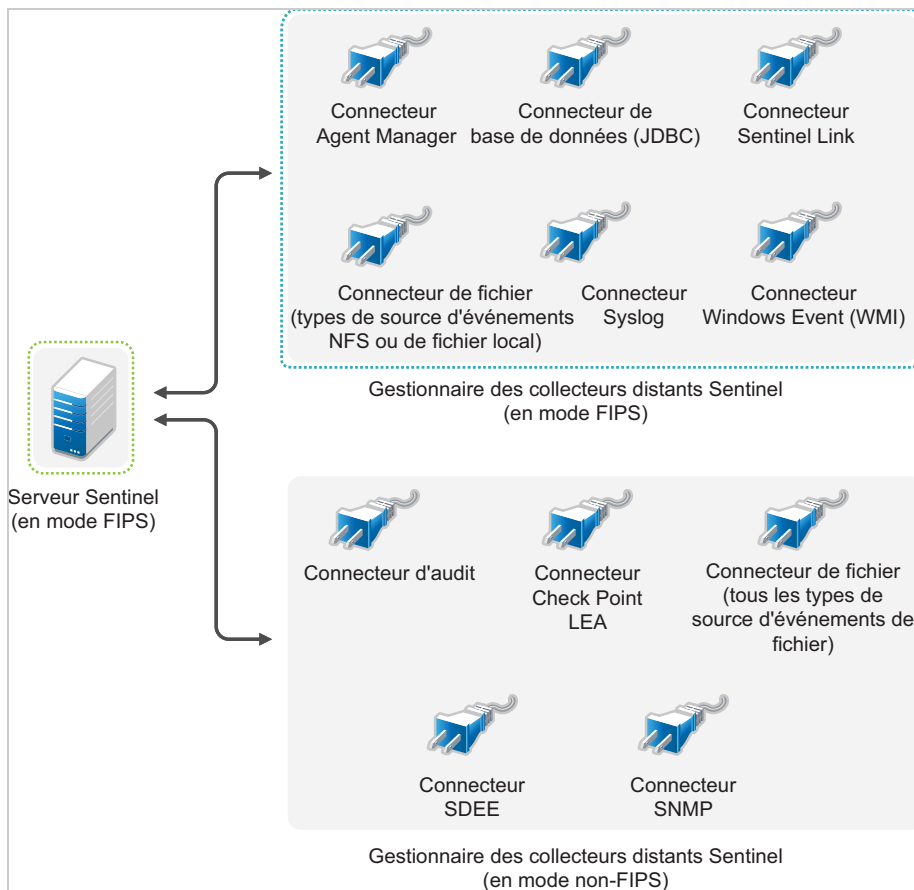 Connecteur
Agent Manager
Connecteur de
base de données (JDBC)
Connecteur
Sentinel Link
Connecteur de fichier
(types de source d'événements
NFS ou de fichier local)
Connecteur
Syslog
Connecteur
Windows Event (WMI)
Gestionnaire des collecteurs distants Sentinel
(en mode FIPS)
Serveur Sentinel
(en mode FIPS)
Connecteur d'audit
Connecteur
Check Point
LEA
Connecteur de fichier
(tous les types de
source d'événements de
fichier)
Connecteur
SDEE
Connecteur
SNMP
Gestionnaire des collecteurs distants Sentinel
(en mode non-FIPS)